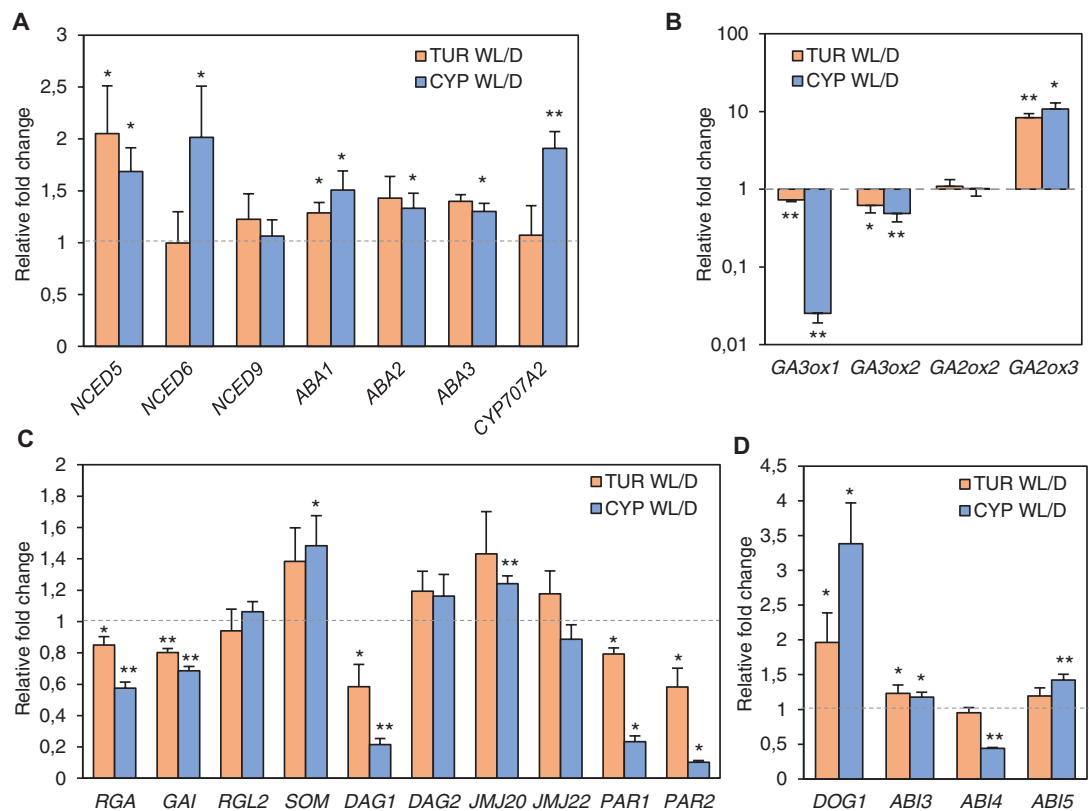 A
Relative fold change
3
2,5
2
1,5
1
0,5
0
TUR WL/D
CYP WL/D
* * * * * * * **
NCED5 NCED6 NCED9 ABA1 ABA2 ABA3 CYP707A2
B
Relative fold change
100
10
1
0,1
0,01
TUR WL/D
CYP WL/D
** ** * ** ** *
GA3ox1 GA3ox2 GA2ox2 GA2ox3
C
Relative fold change
2
1,8
1,6
1,4
1,2
1
0,8
0,6
0,4
0,2
0
TUR WL/D
CYP WL/D
* ** ** ** * * ** ** * * * *
RGA GAI RGL2 SOM DAG1 DAG2 JMJ20 JMJ22 PAR1 PAR2
D
Relative fold change
4,5
4
3,5
3
2,5
2
1,5
1
0,5
0
TUR WL/D
CYP WL/D
* * * * ** **
DOG1 ABI3 ABI4 ABI5